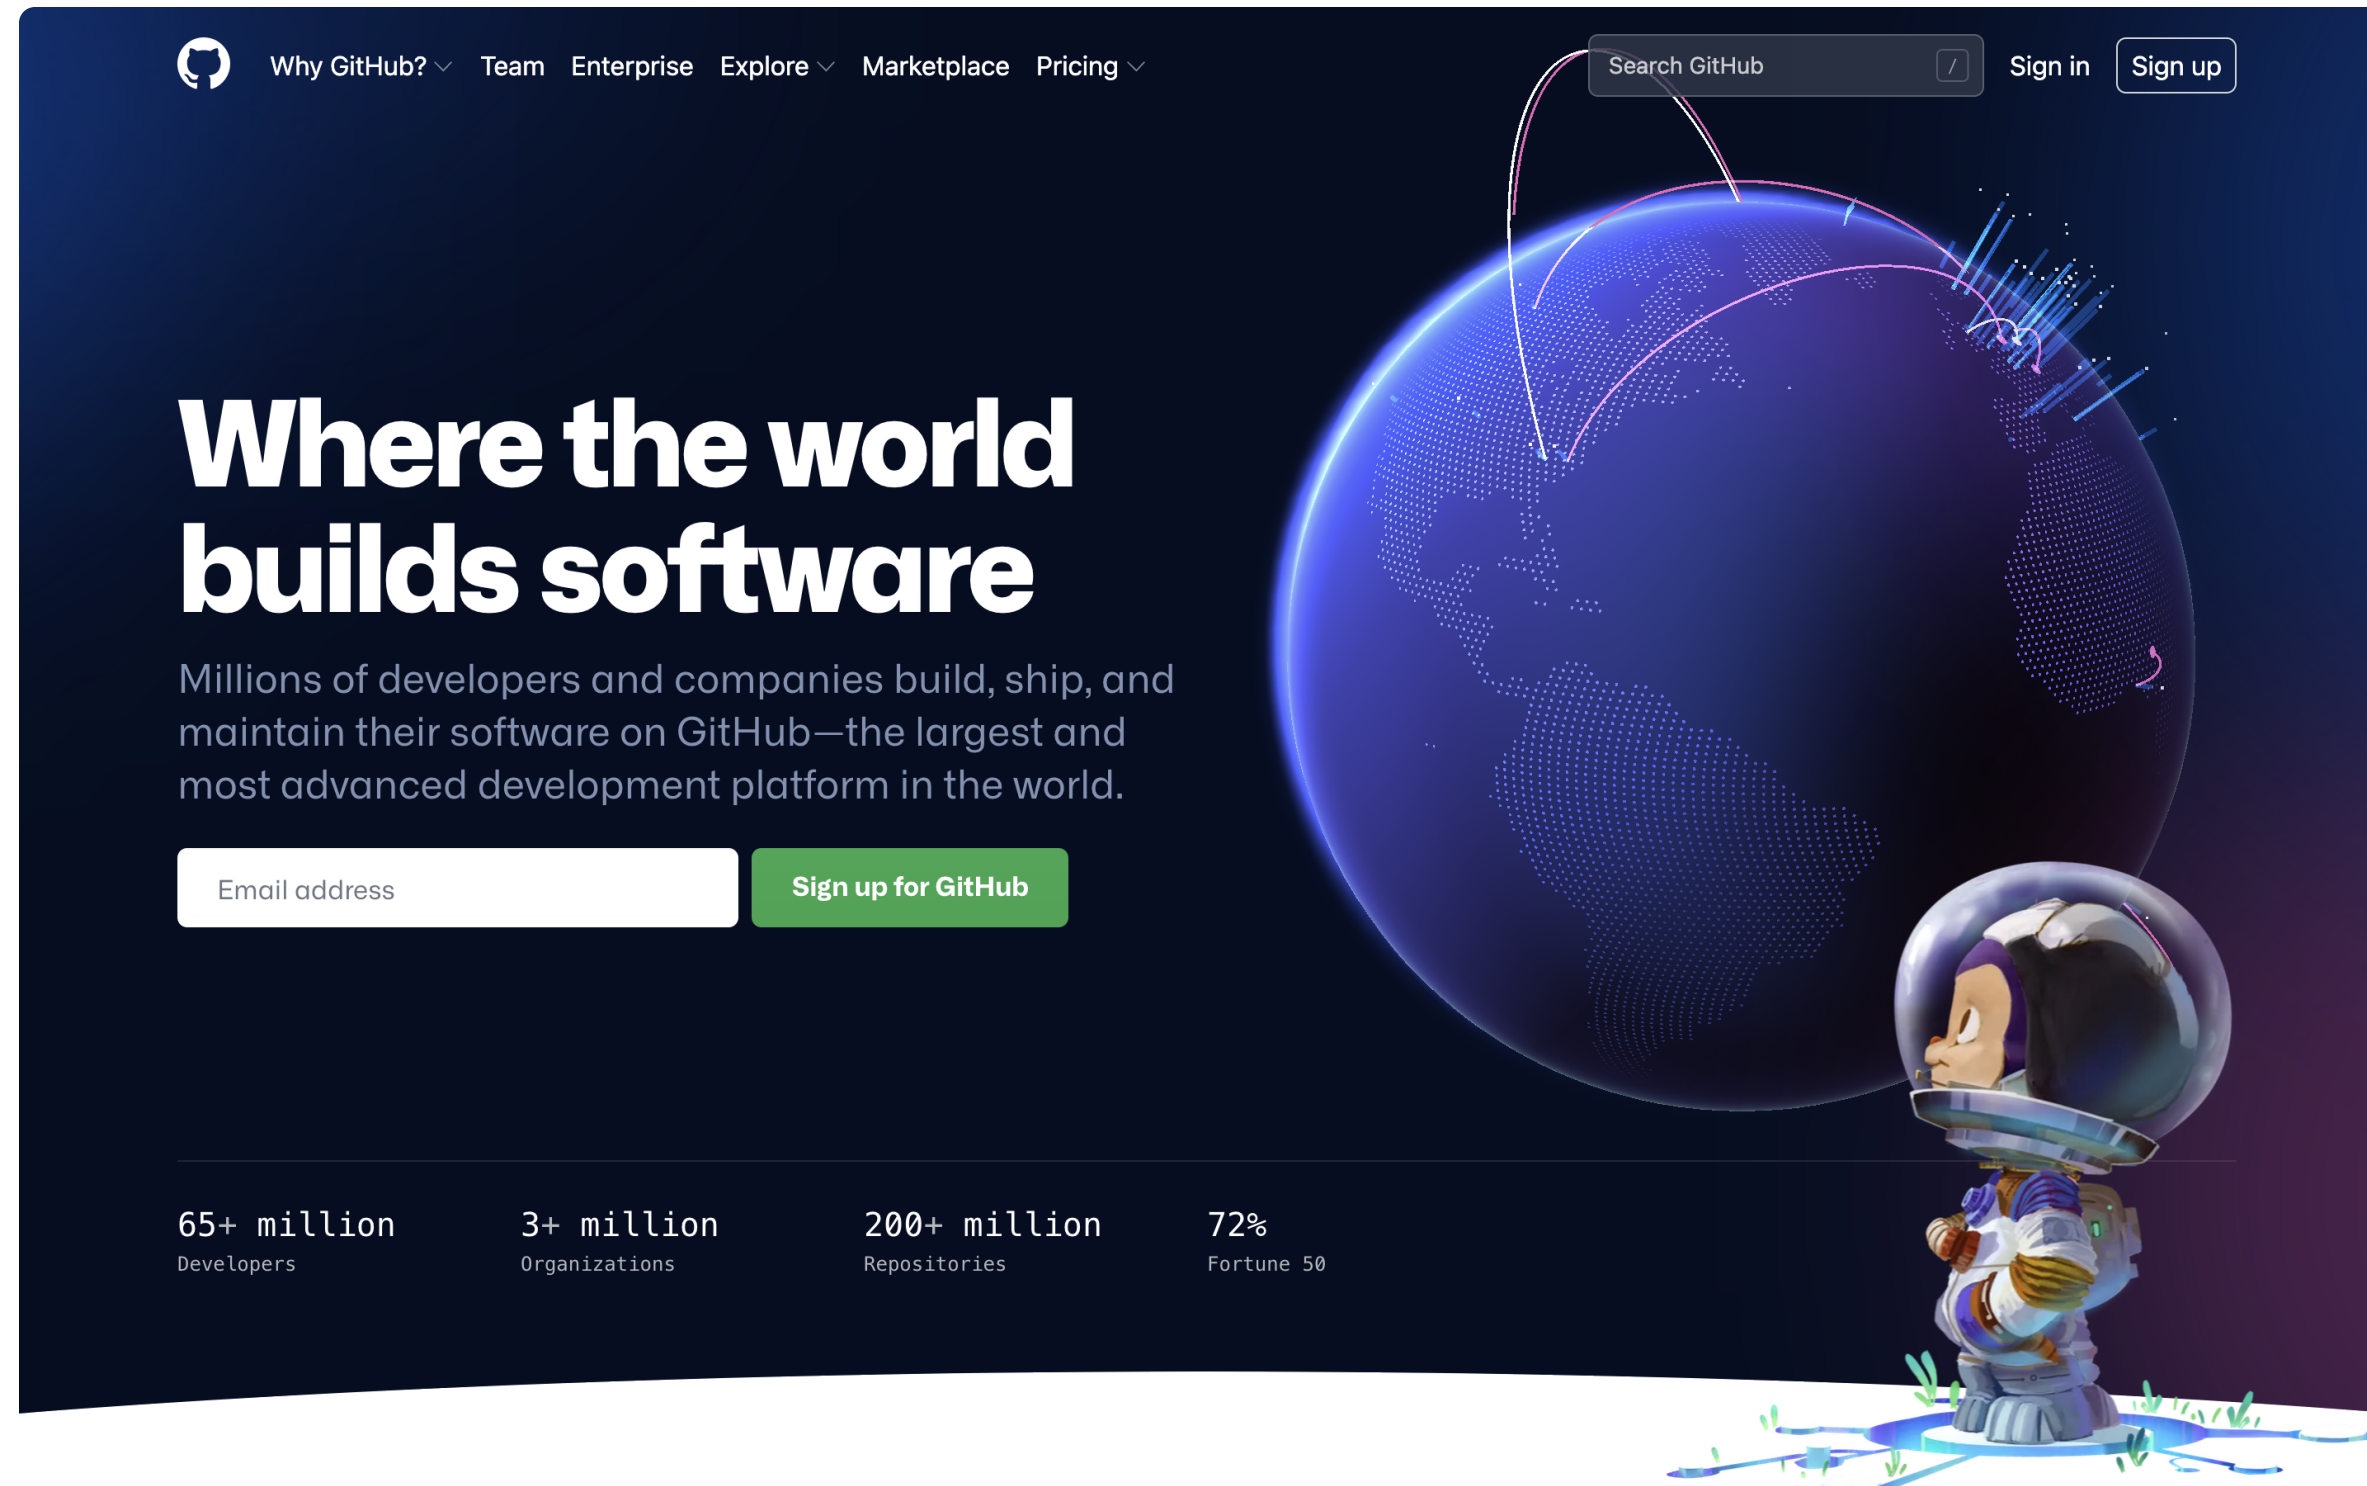 Why GitHub? Team Enterprise Explore Marketplace Pricing Search GitHub / Sign in Sign up
Where the world
builds software
Millions of developers and companies build, ship, and
maintain their software on GitHub—the largest and
most advanced development platform in the world.
Email address Sign up for GitHub
65+ million 3+ million 200+ million 72%
Developers Organizations Repositories Fortune 50